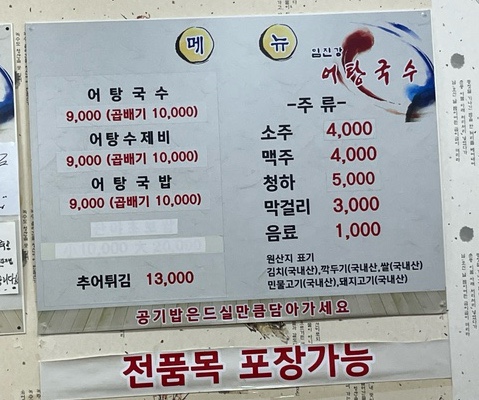 메 뉴
임진강
어탕국수
어탕국수
9,000 (곱배기 10,000)
어탕수제비
9,000 (곱배기 10,000)
어탕국밥
9,000 (곱배기 10,000)
추어튀김 13,000
-주 류-
소주 4,000
맥주 4,000
청하 5,000
막걸리 3,000
음료 1,000
원산지 표기
김치(국내산),깍두기(국내산,쌀(국내산)
민물고기(국내산),돼지고기(국내산)
공기밥은드실만큼담아가세요
전품목 포장가능